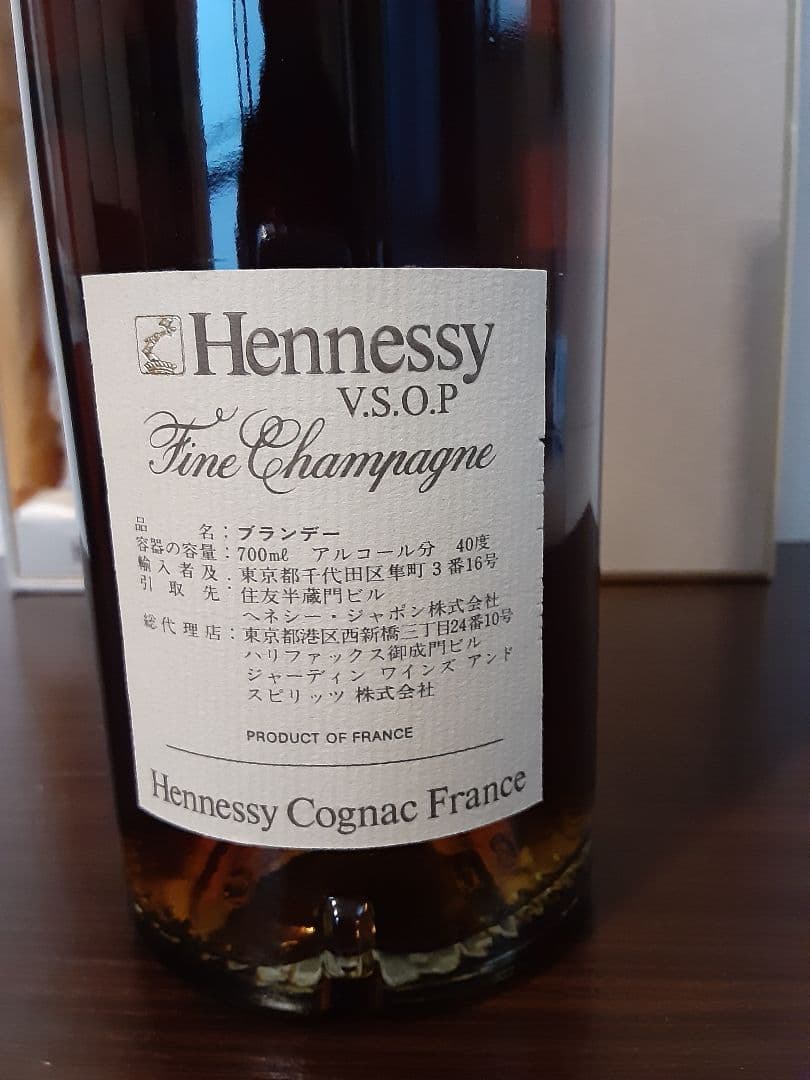 Hennessy
V.S.O.P
Fine Champagne
品名:ブランデー
容器の容量:700mℓ アルコール分 40度
輸入者及引取先:東京都千代田区隼町3番16号
住友半蔵門ビル
ヘネシー・ジャポン株式会社
総代理店:東京都港区西新橋三丁目24番10号
ハリファックス御成門ビル
ジャーディン ワインズ アンド
スピリッツ 株式会社
PRODUCT OF FRANCE
Hennessy Cognac France